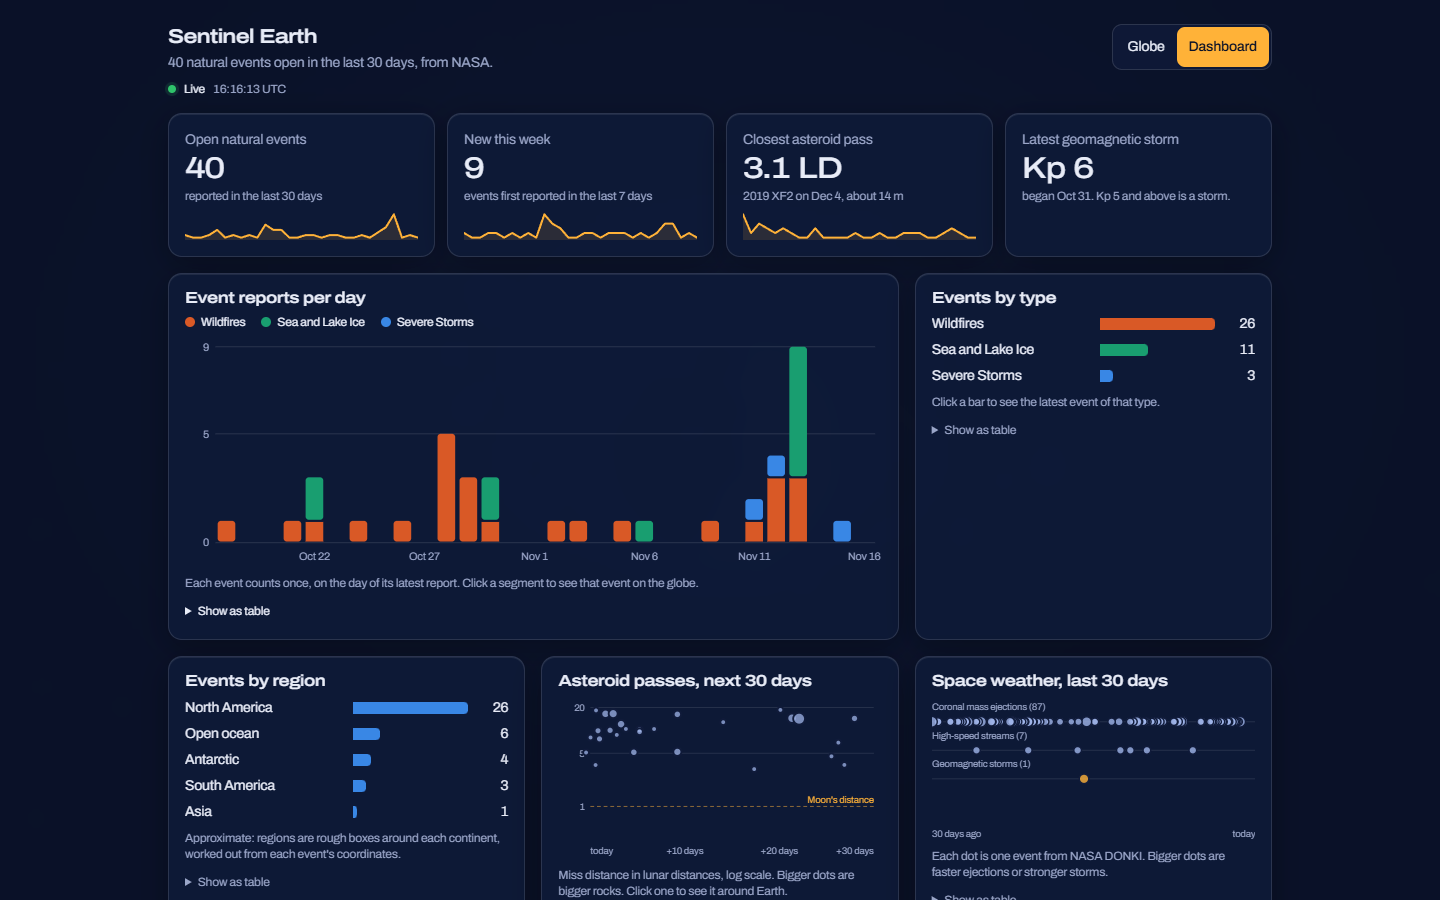 Sentinel Earth
40 natural events open in the last 30 days, from NASA.
Live 16:16:13 UTC
Globe Dashboard
Open natural events
40
reported in the last 30 days
New this week
9
events first reported in the last 7 days
Closest asteroid pass
3.1 LD
2019 XF2 on Dec 4, about 14 m
Latest geomagnetic storm
Kp 6
began Oct 31. Kp 5 and above is a storm.
Event reports per day
Wildfires Sea and Lake Ice Severe Storms
9
5
0
Oct 22 Oct 27 Nov 1 Nov 6 Nov 11 Nov 16
Each event counts once, on the day of its latest report. Click a segment to see that event on the globe.
Show as table
Events by type
Wildfires 26
Sea and Lake Ice 11
Severe Storms 3
Click a bar to see the latest event of that type.
Show as table
Events by region
North America 26
Open ocean 6
Antarctic 4
South America 3
Asia 1
Approximate: regions are rough boxes around each continent,
worked out from each event's coordinates.
Show as table
Asteroid passes, next 30 days
20
5
Moon's distance
1
today +10 days +20 days +30 days
Miss distance in lunar distances, log scale. Bigger dots are
bigger rocks. Click one to see it around Earth.
Space weather, last 30 days
Coronal mass ejections (87)
High-speed streams (7)
Geomagnetic storms (1)
30 days ago today
Each dot is one event from NASA DONKI. Bigger dots are
faster ejections or stronger storms.
Show as table